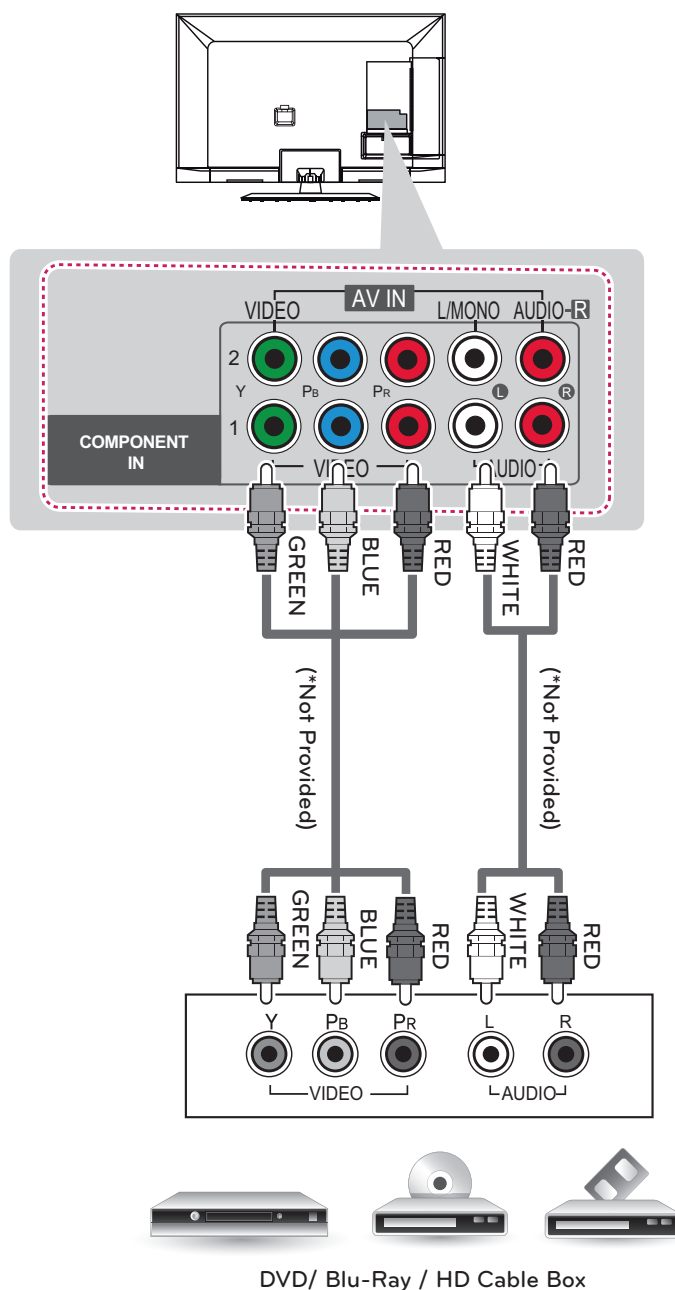 AV IN
VIDEO L/MONO AUDIO-R
2
Y PB PR L R
1
COMPONENT
IN
VIDEO AUDIO
GREEN BLUE RED WHITE RED
(*Not Provided) (*Not Provided)
GREEN BLUE RED WHITE RED
Y PB PR L R
VIDEO AUDIO
DVD/ Blu-Ray / HD Cable Box